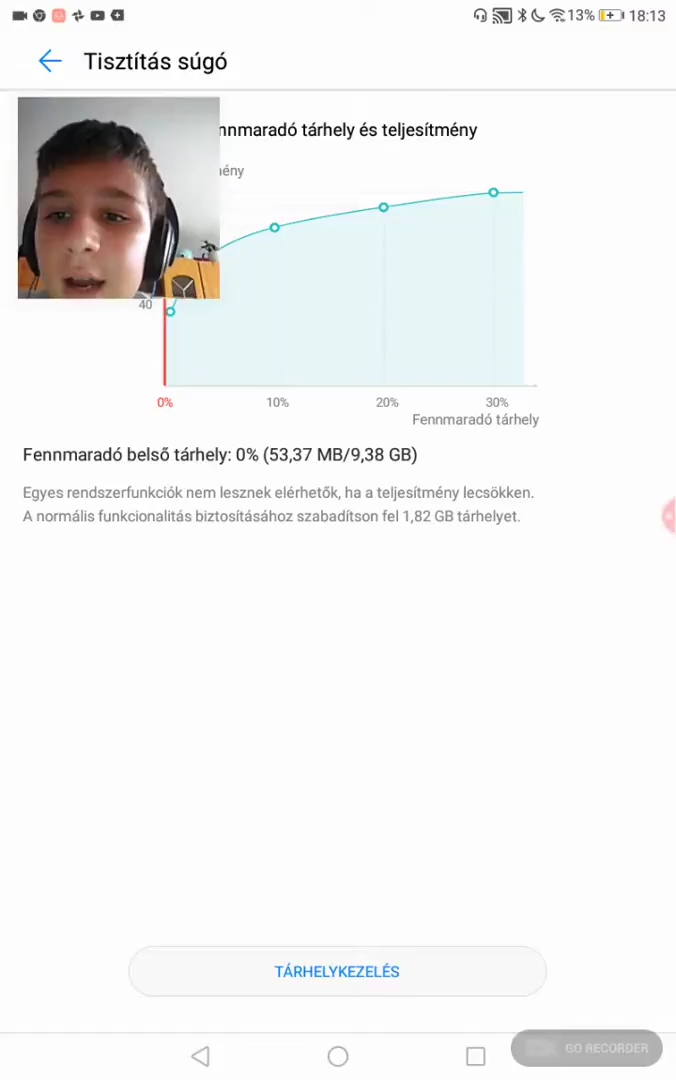 13% 18:13
Tisztítás súgó
nnmaradó tárhely és teljesítmény
ény
40
0% 10% 20% 30%
Fennmaradó tárhely
Fennmaradó belső tárhely: 0% (53,37 MB/9,38 GB)
Egyes rendszerfunkciók nem lesznek elérhetők, ha a teljesítmény lecsökken.
A normális funkcionalitás biztosításához szabadítson fel 1,82 GB tárhelyet.
TÁRHELYKEZELÉS
GO RECORDER